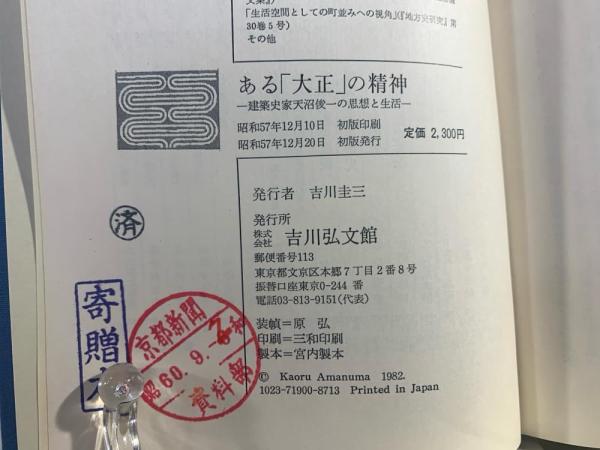 「生活空間としての町並みへの視角」(『地方史研究』第
30巻5号)
その他
ある「大正」の精神
―建築史家天沼俊一の思想と生活―
昭和57年12月10日 初版印刷
昭和57年12月20日 初版発行
定価 2,300円
発行者 吉川圭三
発行所
株式会社 吉川弘文館
郵便番号113
東京都文京区本郷7丁目2番8号
振替口座東京0-244番
電話03-813-9151(代表)
装幀=原 弘
印刷=三和印刷
製本=宮内製本
© Kaoru Amanuma 1982.
1023-71900-8713 Printed in Japan
済
寄贈
京都新聞
昭60.9.
資料部